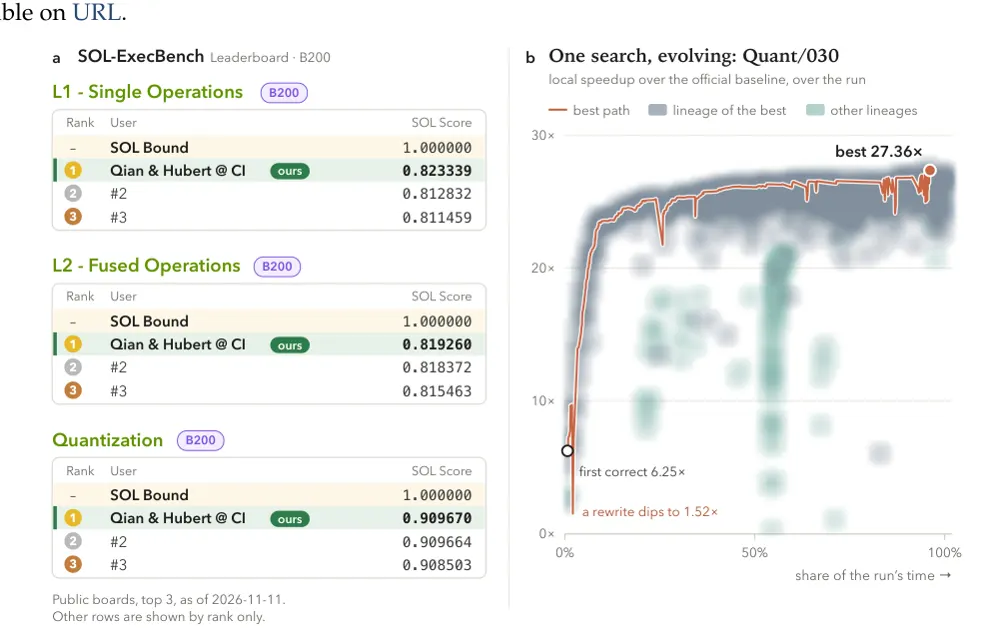 ble on URL.
a SOL-ExecBench Leaderboard · B200
L1 - Single Operations B200
Rank User SOL Score
– SOL Bound 1.000000
1 Qian & Hubert @ CI ours 0.823339
2 #2 0.812832
3 #3 0.811459
L2 - Fused Operations B200
Rank User SOL Score
– SOL Bound 1.000000
1 Qian & Hubert @ CI ours 0.819260
2 #2 0.818372
3 #3 0.815463
Quantization B200
Rank User SOL Score
– SOL Bound 1.000000
1 Qian & Hubert @ CI ours 0.909670
2 #2 0.909664
3 #3 0.908503
Public boards, top 3, as of 2026-11-11.
Other rows are shown by rank only.
b One search, evolving: Quant/030
local speedup over the official baseline, over the run
best path lineage of the best other lineages
30×
best 27.36×
20×
10×
first correct 6.25×
a rewrite dips to 1.52×
0×
0% 50% 100%
share of the run's time →